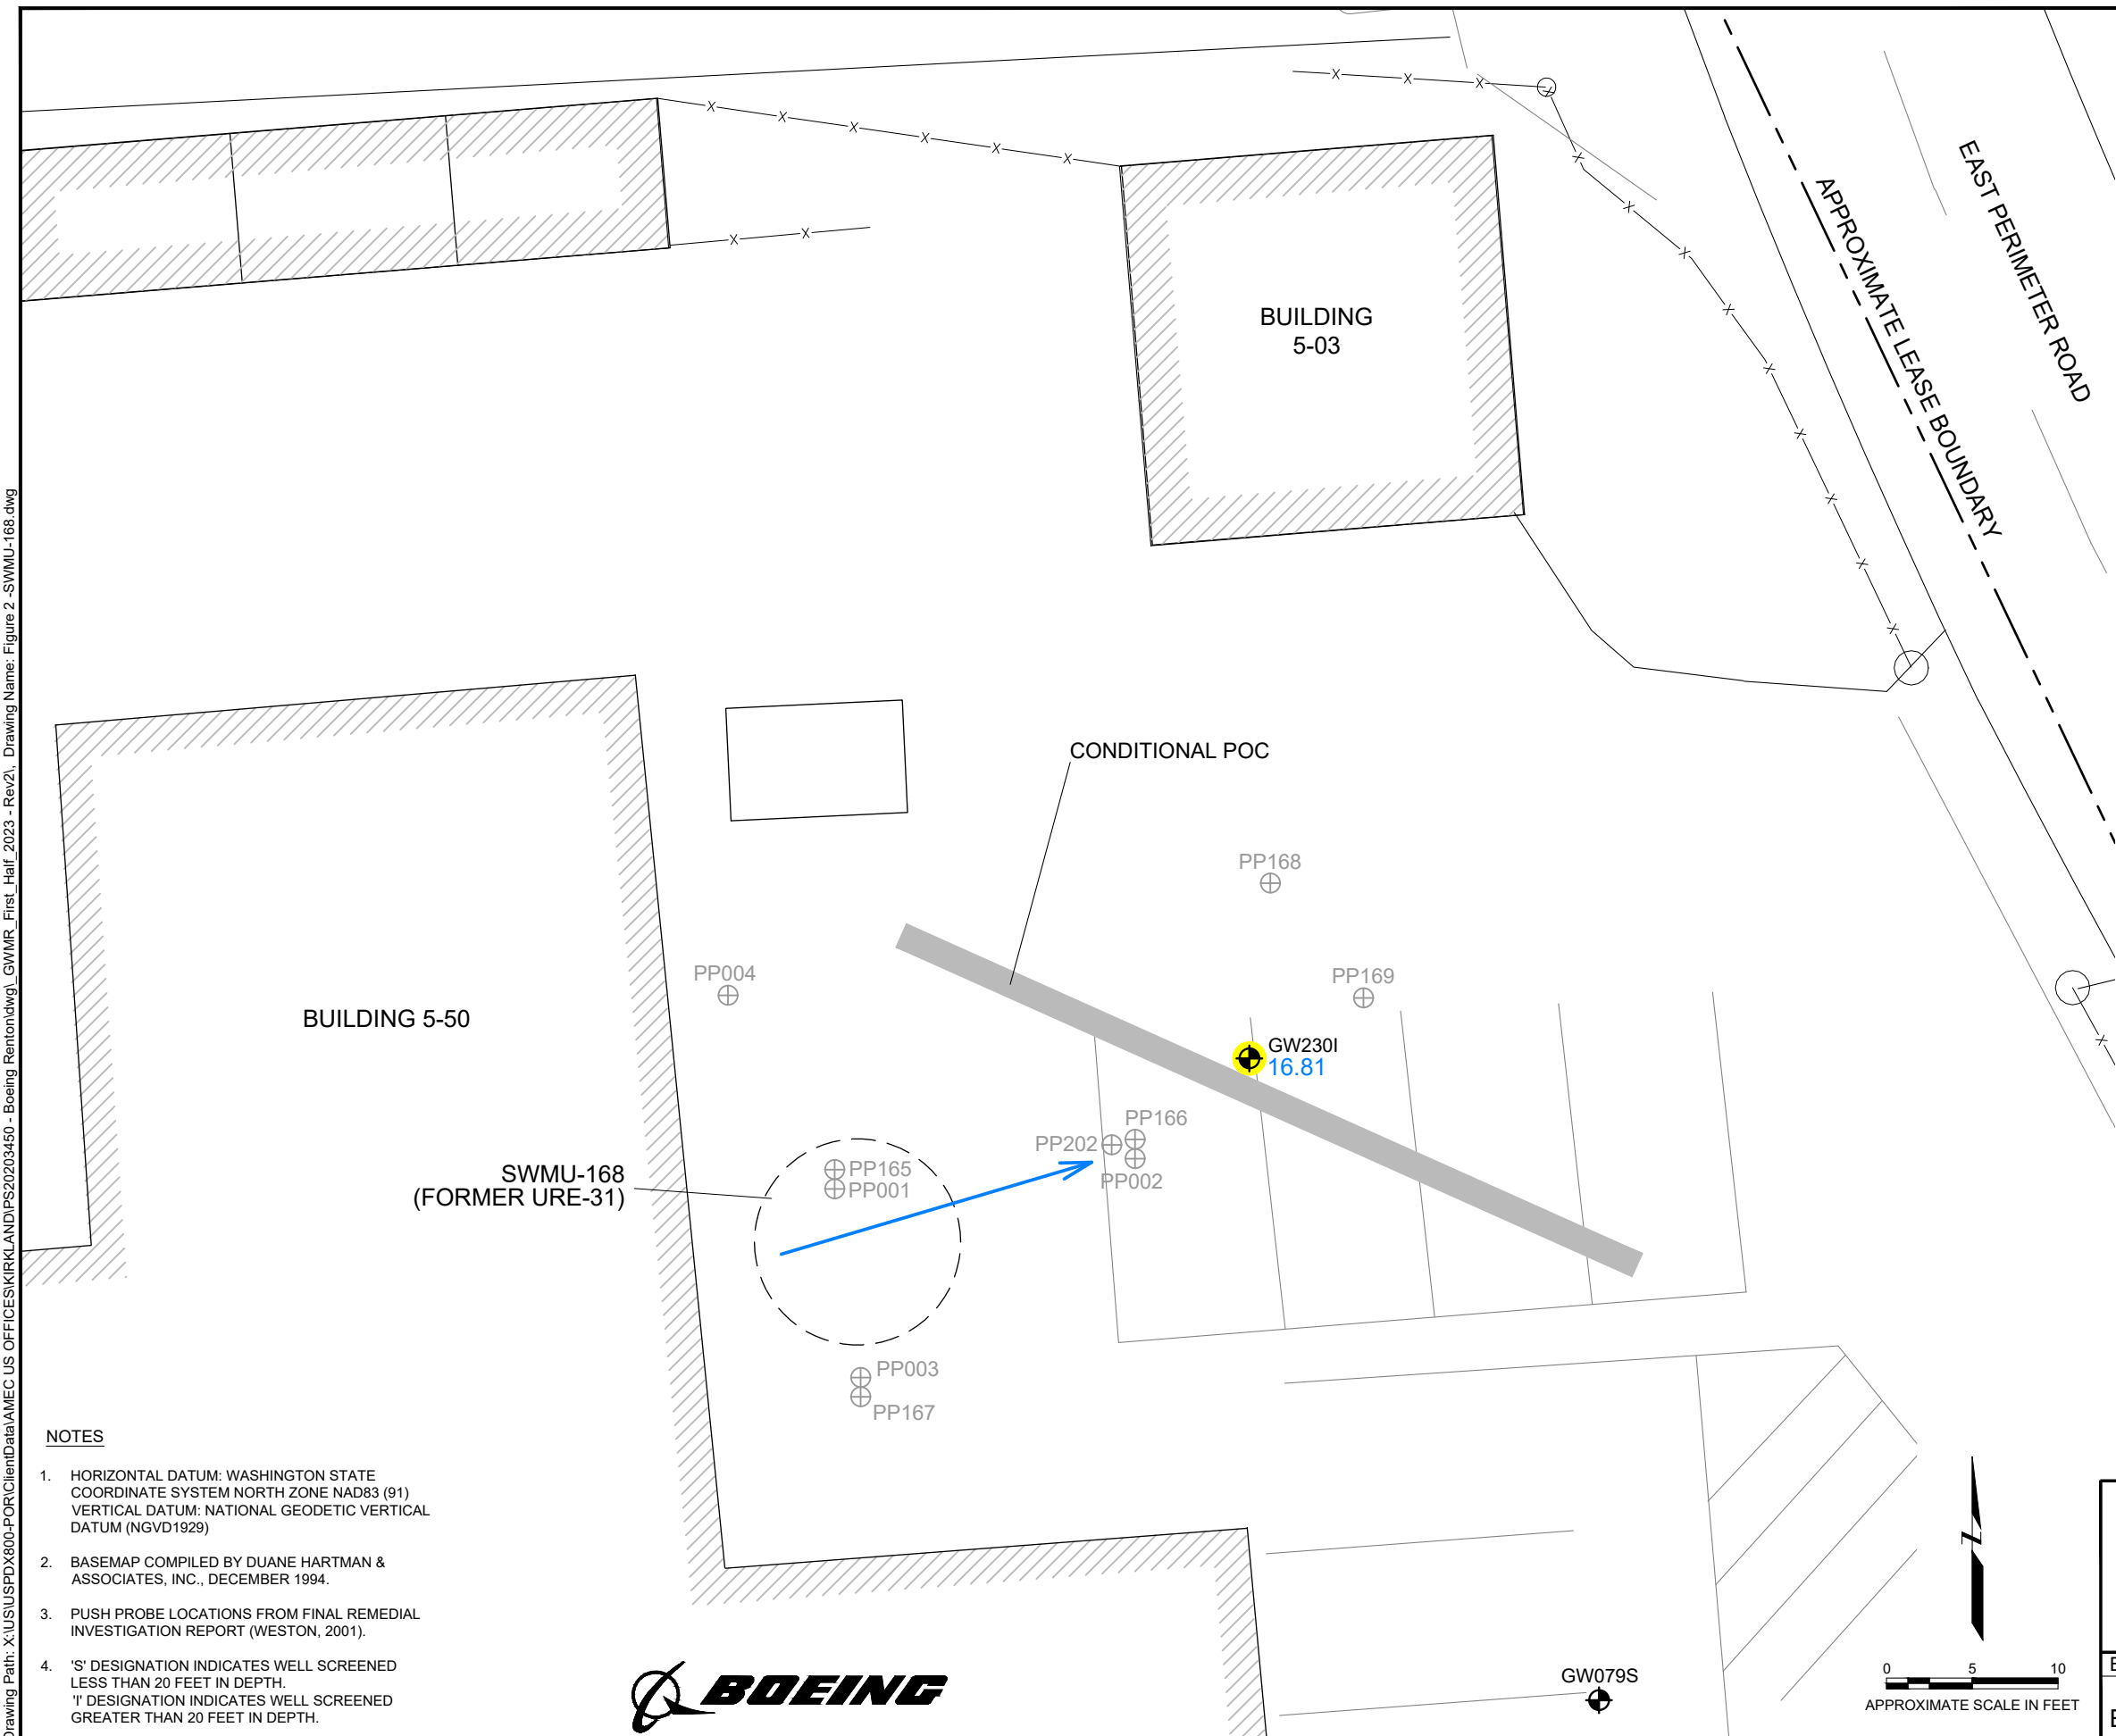 EAST PERIMETER ROAD
APPROXIMATE LEASE BOUNDARY
BUILDING
5-03
CONDITIONAL POC
PP168
PP004
PP169
BUILDING 5-50
GW230I
16.81
PP166
PP202
PP002
SWMU-168
(FORMER URE-31)
PP165
PP001
PP003
PP167
NOTES
1. HORIZONTAL DATUM: WASHINGTON STATE
COORDINATE SYSTEM NORTH ZONE NAD83 (91)
VERTICAL DATUM: NATIONAL GEODETIC VERTICAL
DATUM (NGVD1929)
2. BASEMAP COMPILED BY DUANE HARTMAN &
ASSOCIATES, INC., DECEMBER 1994.
3. PUSH PROBE LOCATIONS FROM FINAL REMEDIAL
INVESTIGATION REPORT (WESTON, 2001).
4. 'S' DESIGNATION INDICATES WELL SCREENED
LESS THAN 20 FEET IN DEPTH.
'I' DESIGNATION INDICATES WELL SCREENED
GREATER THAN 20 FEET IN DEPTH.
BOEING
GW079S
Z
0 5 10
APPROXIMATE SCALE IN FEET
Drawing Path: X:\US\USPDX800-POR\ClientData\AMEC US OFFICES\KIRKLAND\PS20203450 - Boeing Renton\dwg\_GWMR_First_Half_2023 - Rev2\, Drawing Name: Figure 2 -SWMU-168.dwg